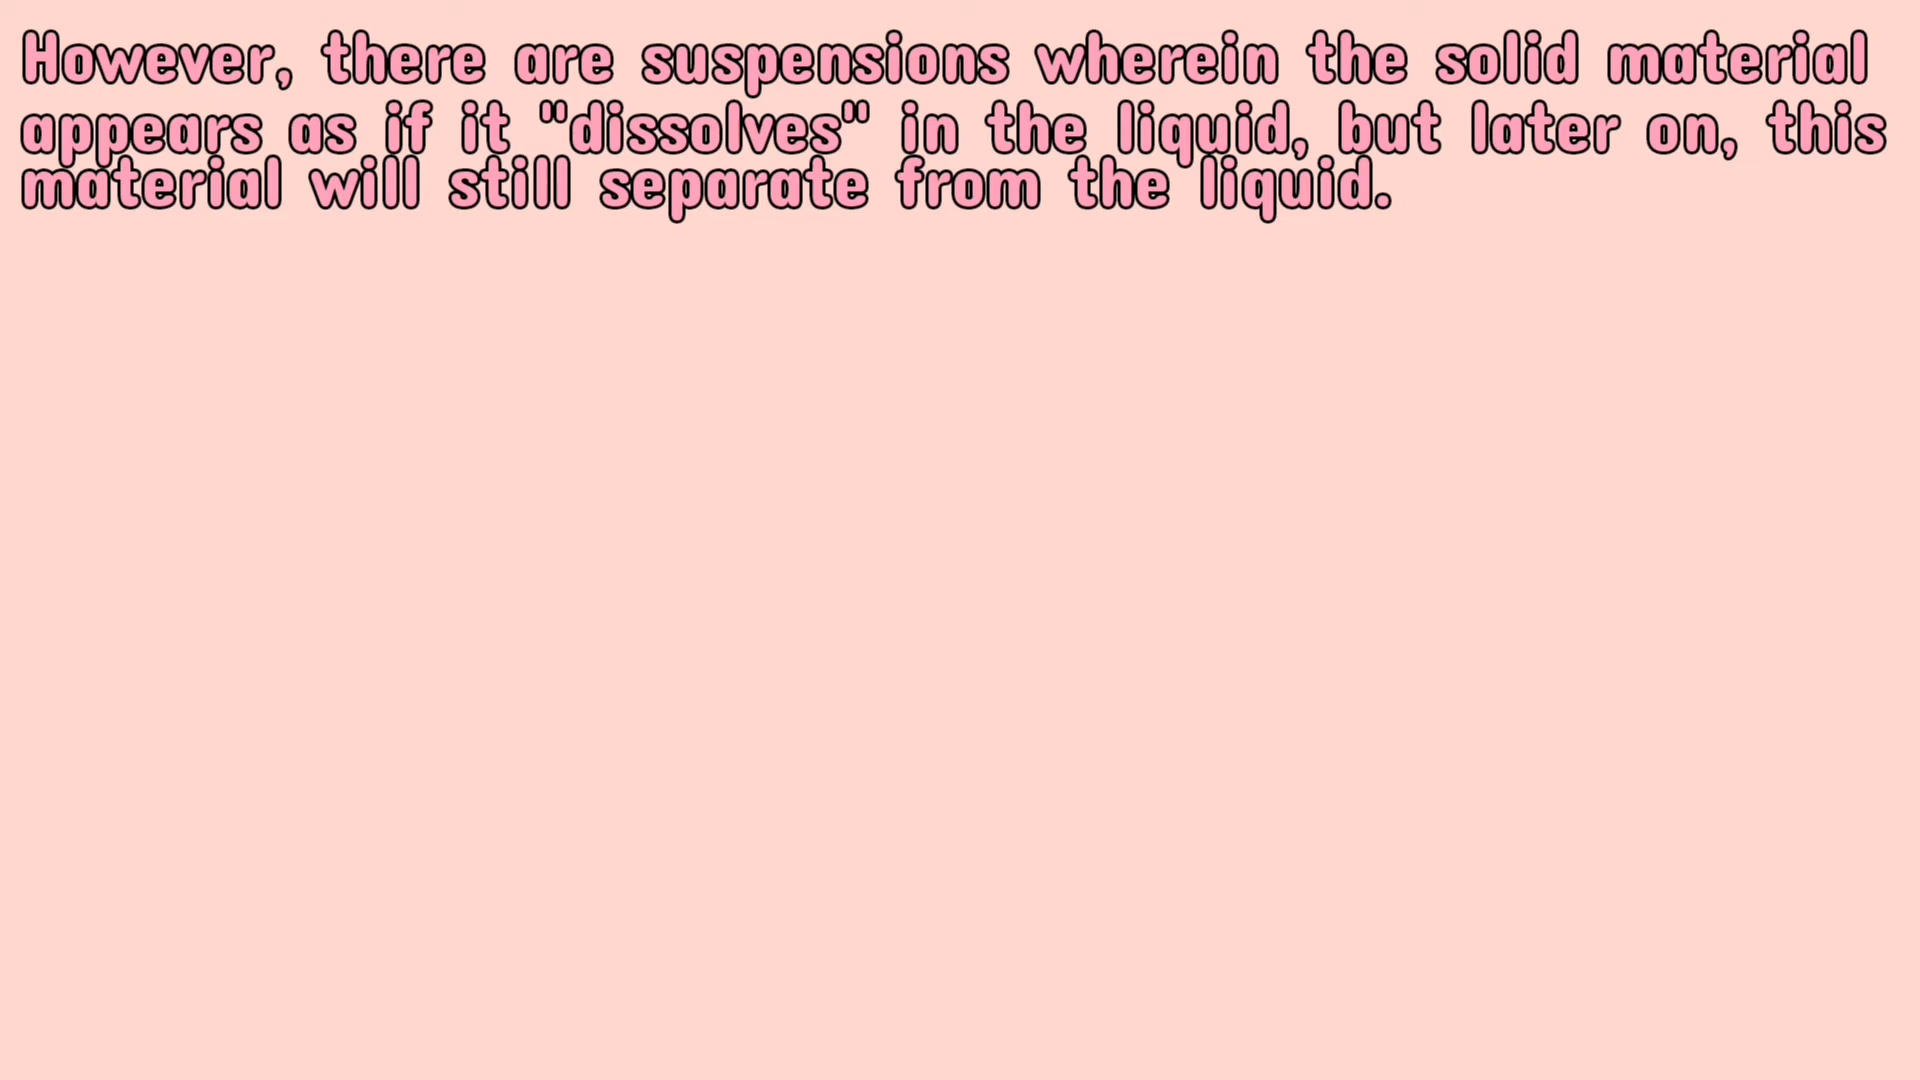 However, there are suspensions wherein the solid material
appears as if it "dissolves" in the liquid, but later on, this
material will still separate from the liquid.